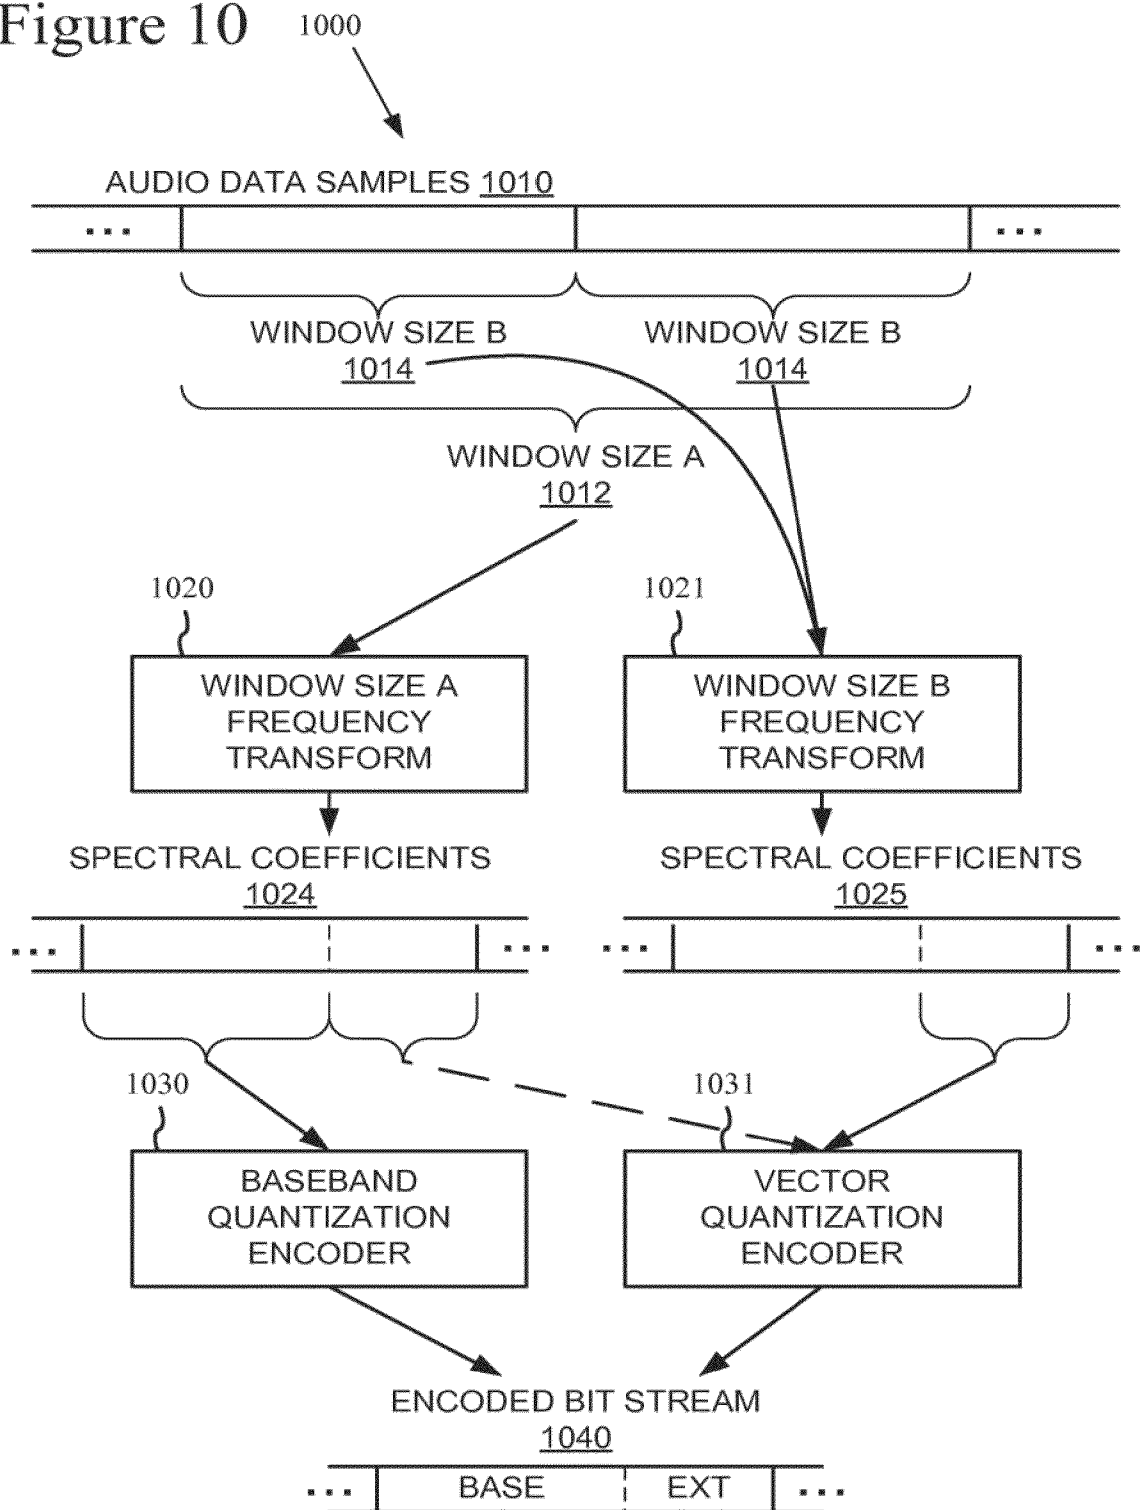 Figure 10
1000
AUDIO DATA SAMPLES 1010
... ...
WINDOW SIZE B WINDOW SIZE B
1014 1014
WINDOW SIZE A
1012
1020 1021
WINDOW SIZE A
FREQUENCY
TRANSFORM
WINDOW SIZE B
FREQUENCY
TRANSFORM
SPECTRAL COEFFICIENTS
1024
SPECTRAL COEFFICIENTS
1025
... ... ... ...
1030 1031
BASEBAND
QUANTIZATION
ENCODER
VECTOR
QUANTIZATION
ENCODER
ENCODED BIT STREAM
1040
... BASE EXT ...